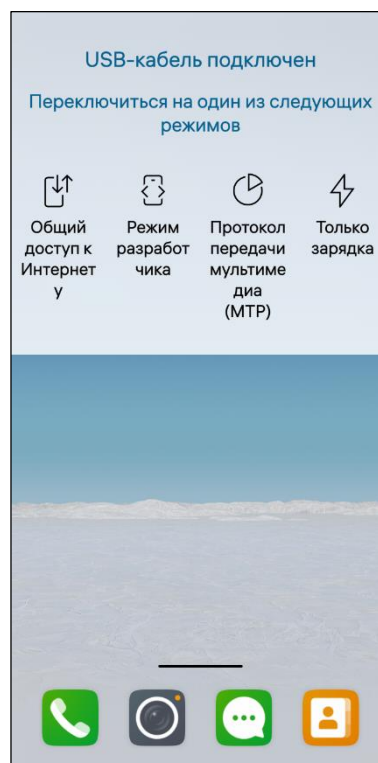 USB-кабель подключен
Переключиться на один из следующих
режимов
Общий
доступ к
Интернет
у
Режим
разработ
чика
Протокол
передачи
мультиме
диа
(MTP)
Только
зарядка